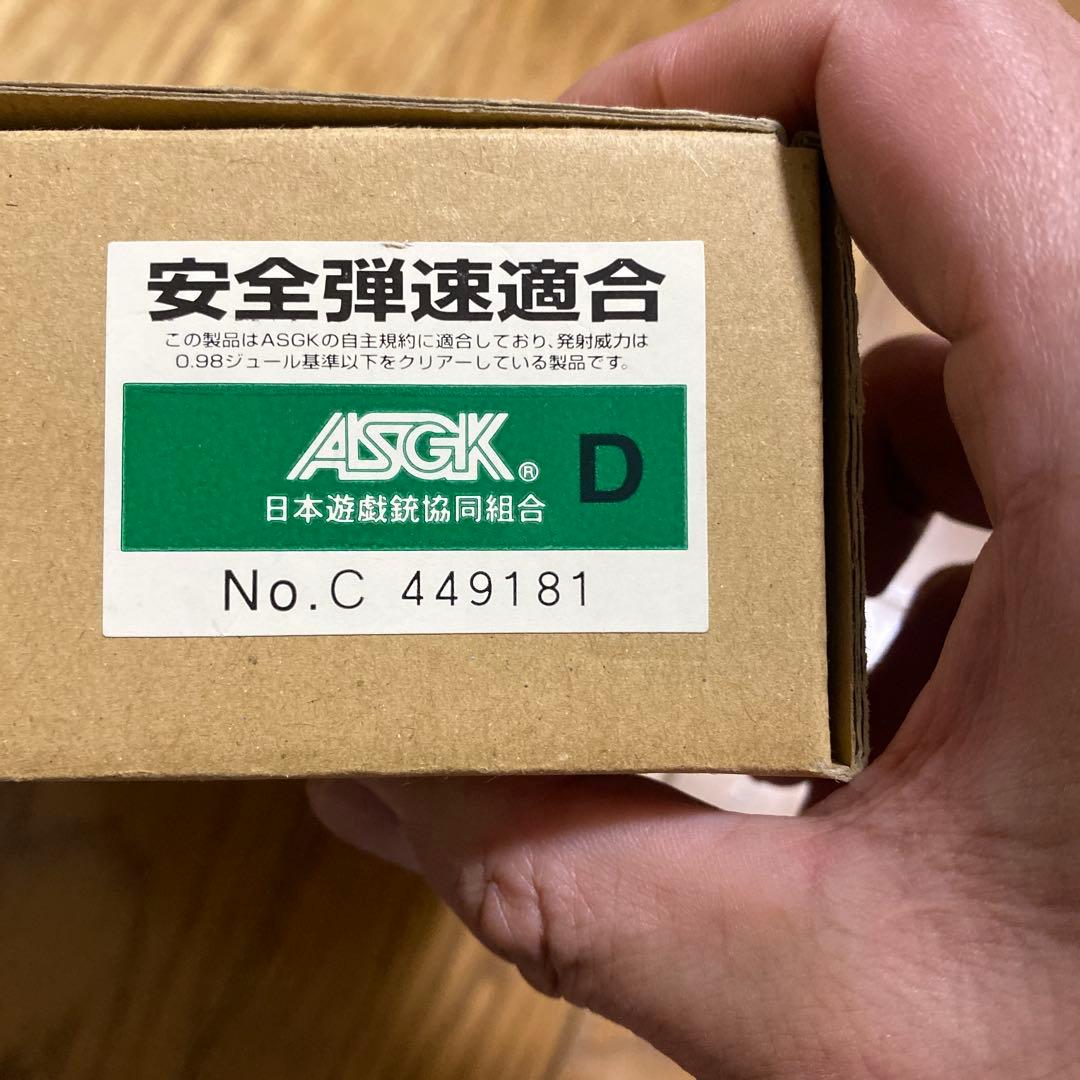 安全弾速適合
この製品はASGKの自主規約に適合しており、発射威力は
0.98ジュール基準以下をクリアーしている製品です。
ASGK® D
日本遊戯銃協同組合
No.C 449181